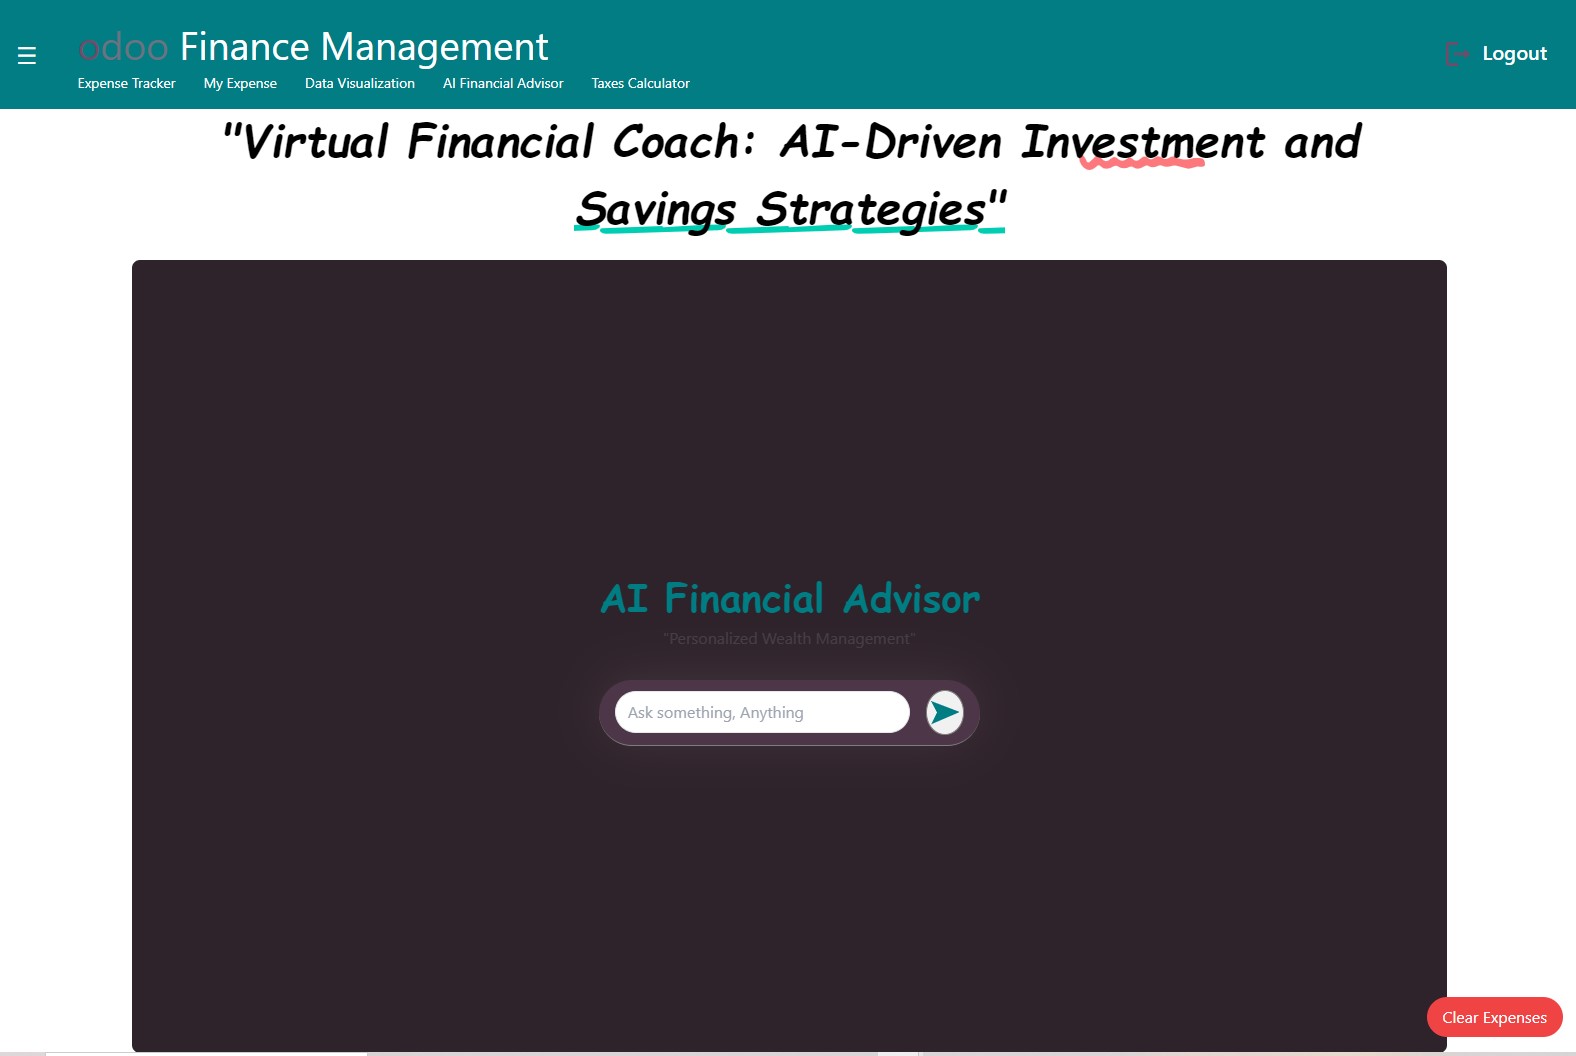 odoo Finance Management
Expense Tracker My Expense Data Visualization AI Financial Advisor Taxes Calculator
Logout
"Virtual Financial Coach: AI-Driven Investment and
Savings Strategies"
AI Financial Advisor
"Personalized Wealth Management"
Ask something, Anything
Clear Expenses